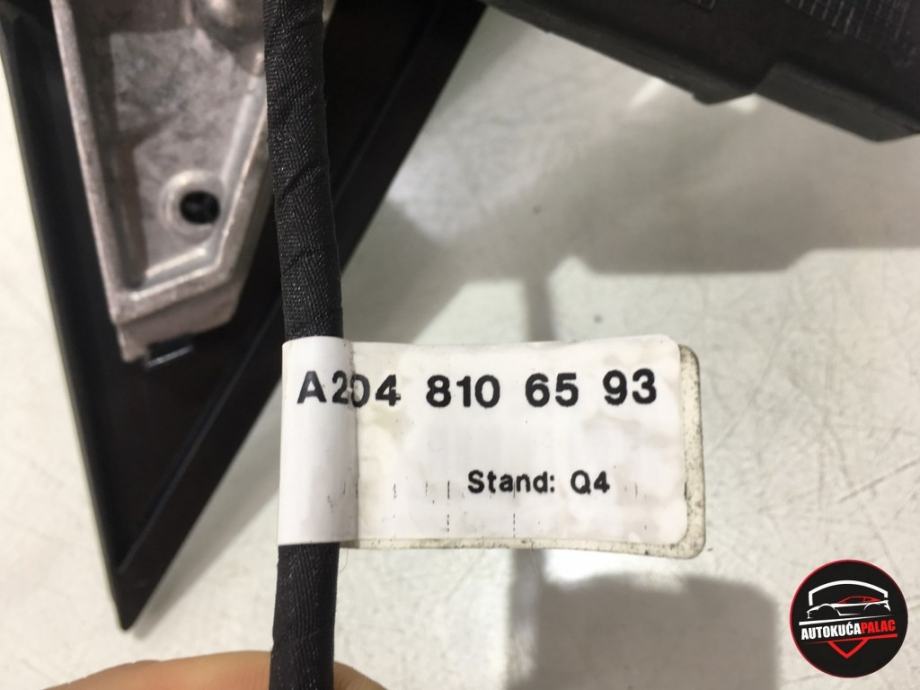 A204 810 65 93
Stand: Q4
AUTOKUĆAPALAC